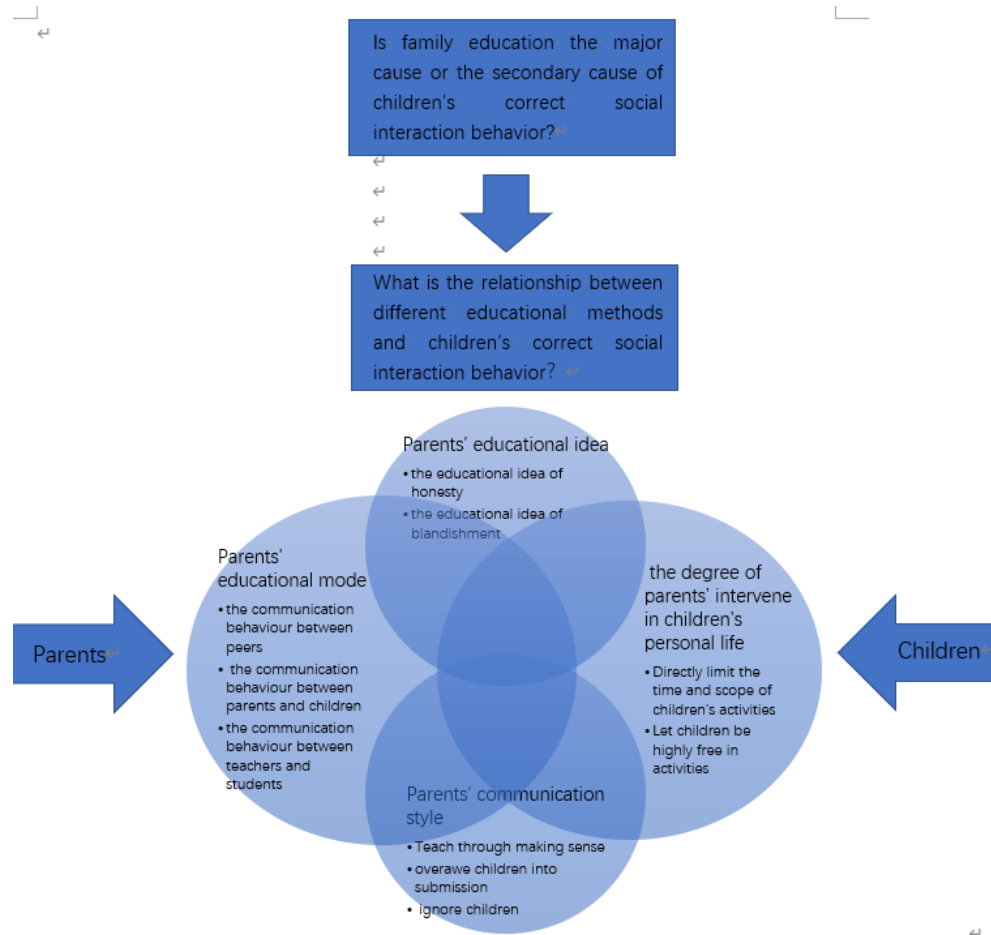 Is family education the major
cause or the secondary cause of
children's correct social
interaction behavior?
What is the relationship between
different educational methods
and children's correct social
interaction behavior?
Parents' educational idea
• the educational idea of
honesty
• the educational idea of
blandishment
Parents'
educational mode
• the communication
behaviour between
peers
• the communication
behaviour between
parents and children
• the communication
behaviour between
teachers and
students
the degree of
parents' intervene
in children's
personal life
• Directly limit the
time and scope of
children's activities
• Let children be
highly free in
activities
Parents
Children
Parents' communication
style
• Teach through making sense
• overawe children into
submission
• ignore children